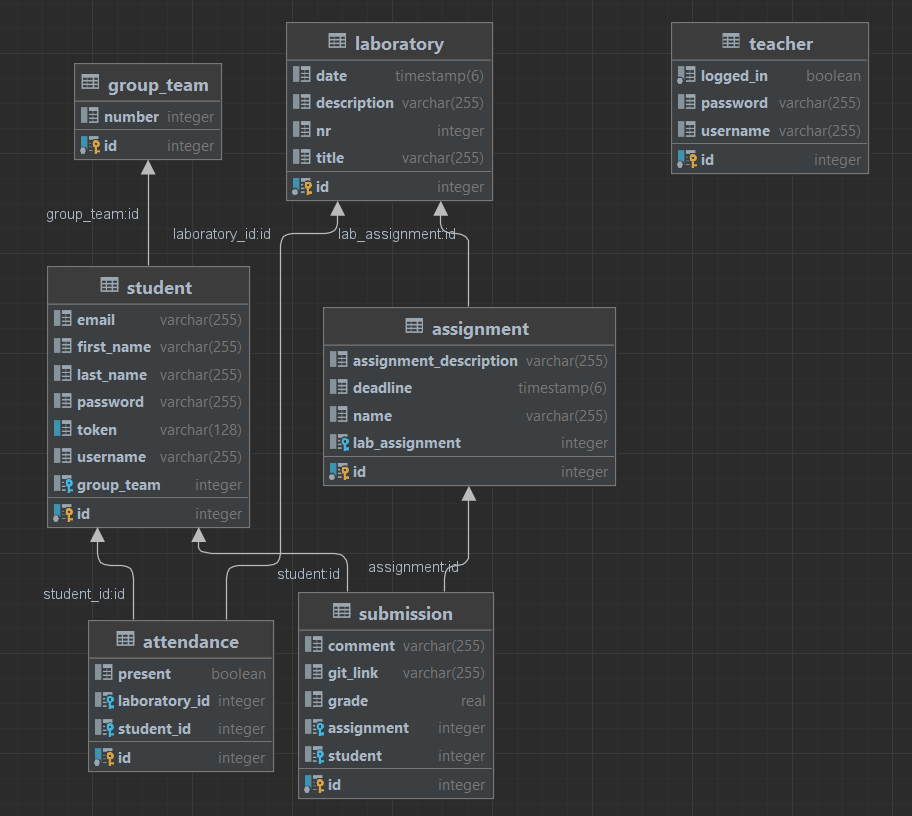 group_team
number integer
id integer
laboratory
date timestamp(6)
description varchar(255)
nr integer
title varchar(255)
id integer
teacher
logged_in boolean
password varchar(255)
username varchar(255)
id integer
group_team:id
laboratory_id:id
lab_assignment:id
student
email varchar(255)
first_name varchar(255)
last_name varchar(255)
password varchar(255)
token varchar(128)
username varchar(255)
group_team integer
id integer
assignment
assignment_description varchar(255)
deadline timestamp(6)
name varchar(255)
lab_assignment integer
id integer
student_id:id
student:id
assignment:id
attendance
present boolean
laboratory_id integer
student_id integer
id integer
submission
comment varchar(255)
git_link varchar(255)
grade real
assignment integer
student integer
id integer